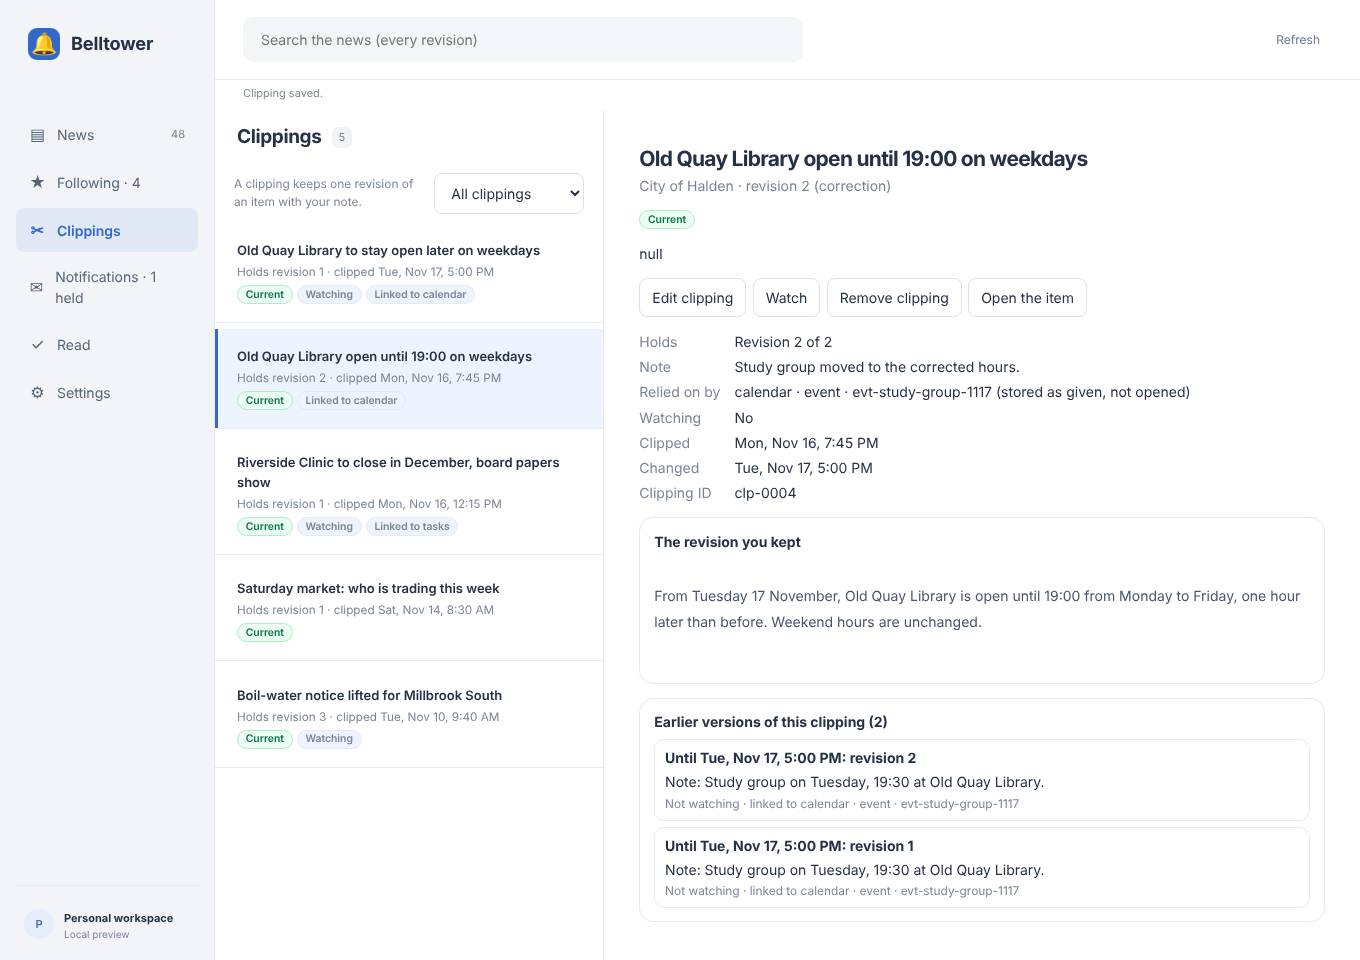 Belltower
News 48
Following · 4
Clippings
Notifications · 1
held
Read
Settings
P
Personal workspace
Local preview
Search the news (every revision)
Refresh
Clipping saved.
Clippings 5
A clipping keeps one revision of
an item with your note.
All clippings
Old Quay Library to stay open later on weekdays
Holds revision 1 · clipped Tue, Nov 17, 5:00 PM
Current Watching Linked to calendar
Old Quay Library open until 19:00 on weekdays
Holds revision 2 · clipped Mon, Nov 16, 7:45 PM
Current Linked to calendar
Riverside Clinic to close in December, board papers
show
Holds revision 1 · clipped Mon, Nov 16, 12:15 PM
Current Watching Linked to tasks
Saturday market: who is trading this week
Holds revision 1 · clipped Sat, Nov 14, 8:30 AM
Current
Boil-water notice lifted for Millbrook South
Holds revision 3 · clipped Tue, Nov 10, 9:40 AM
Current Watching
Old Quay Library open until 19:00 on weekdays
City of Halden · revision 2 (correction)
Current
null
Edit clipping Watch Remove clipping Open the item
Holds Revision 2 of 2
Note Study group moved to the corrected hours.
Relied on by calendar · event · evt-study-group-1117 (stored as given, not opened)
Watching No
Clipped Mon, Nov 16, 7:45 PM
Changed Tue, Nov 17, 5:00 PM
Clipping ID clp-0004
The revision you kept
From Tuesday 17 November, Old Quay Library is open until 19:00 from Monday to Friday, one hour
later than before. Weekend hours are unchanged.
Earlier versions of this clipping (2)
Until Tue, Nov 17, 5:00 PM: revision 2
Note: Study group on Tuesday, 19:30 at Old Quay Library.
Not watching · linked to calendar · event · evt-study-group-1117
Until Tue, Nov 17, 5:00 PM: revision 1
Note: Study group on Tuesday, 19:30 at Old Quay Library.
Not watching · linked to calendar · event · evt-study-group-1117